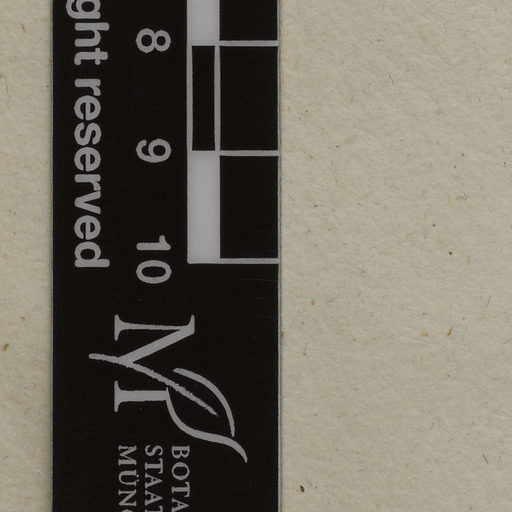 ght reserved
8
9
10
M
BOTA
STAAT
MÜNC